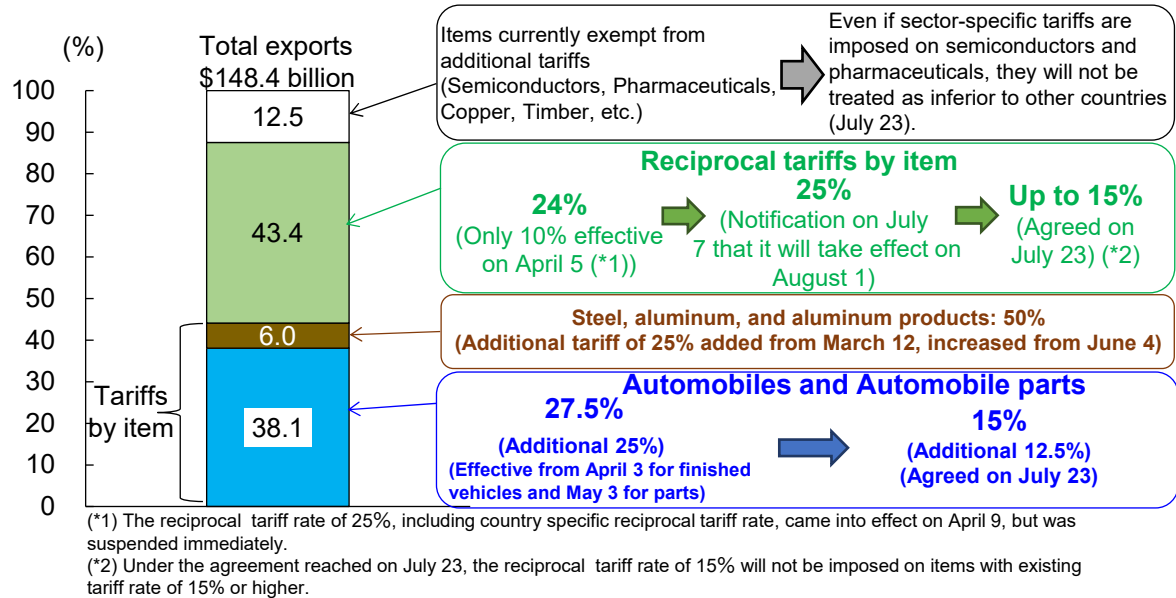 (%)
Total exports
$148.4 billion
100
90
80
70
60
50
40
30
20
10
0
12.5
43.4
6.0
38.1
Tariffs
by item
Items currently exempt from
additional tariffs
(Semiconductors, Pharmaceuticals,
Copper, Timber, etc.)
Even if sector-specific tariffs are
imposed on semiconductors and
pharmaceuticals, they will not be
treated as inferior to other countries
(July 23).
Reciprocal tariffs by item
24%
(Only 10% effective
on April 5 (*1))
25%
(Notification on July
7 that it will take effect on
August 1)
Up to 15%
(Agreed on
July 23) (*2)
Steel, aluminum, and aluminum products: 50%
(Additional tariff of 25% added from March 12, increased from June 4)
Automobiles and Automobile parts
27.5%
(Additional 25%)
(Effective from April 3 for finished
vehicles and May 3 for parts)
15%
(Additional 12.5%)
(Agreed on July 23)
(*1) The reciprocal tariff rate of 25%, including country specific reciprocal tariff rate, came into effect on April 9, but was
suspended immediately.
(*2) Under the agreement reached on July 23, the reciprocal tariff rate of 15% will not be imposed on items with existing
tariff rate of 15% or higher.